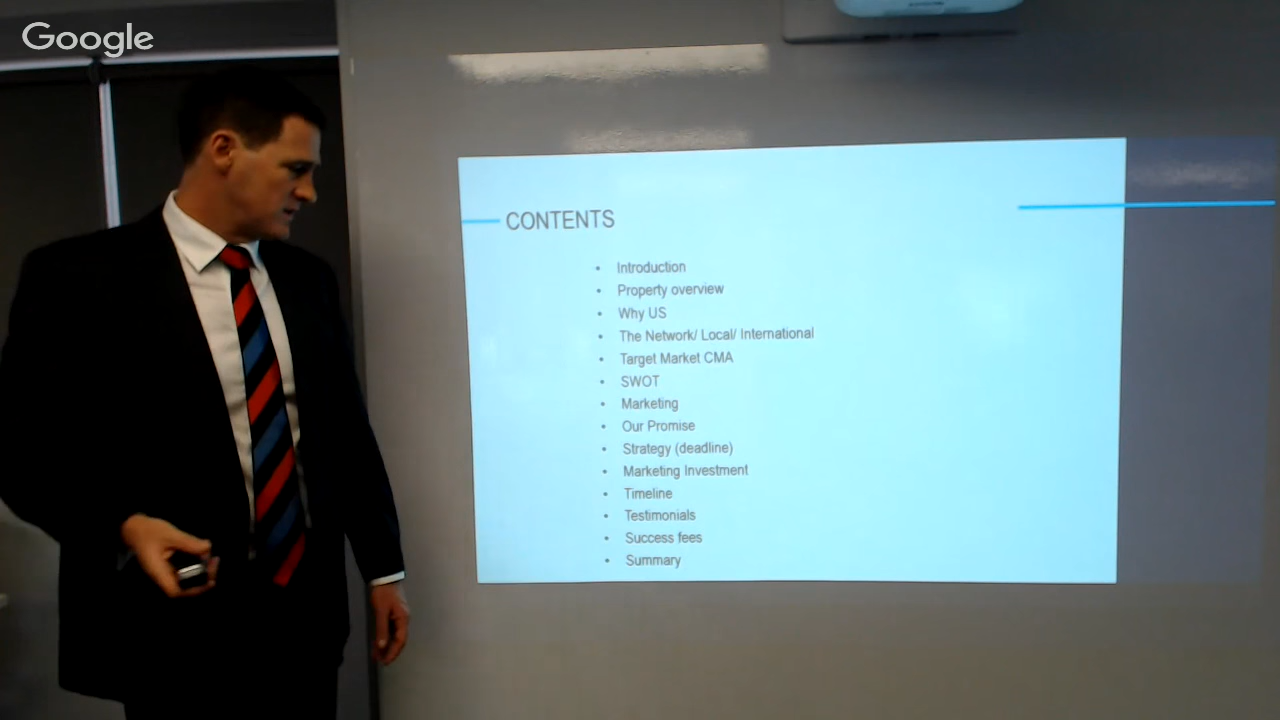 Google
CONTENTS
• Introduction
• Property overview
• Why US
• The Network/ Local/ International
• Target Market CMA
• SWOT
• Marketing
• Our Promise
• Strategy (deadline)
• Marketing Investment
• Timeline
• Testimonials
• Success fees
• Summary